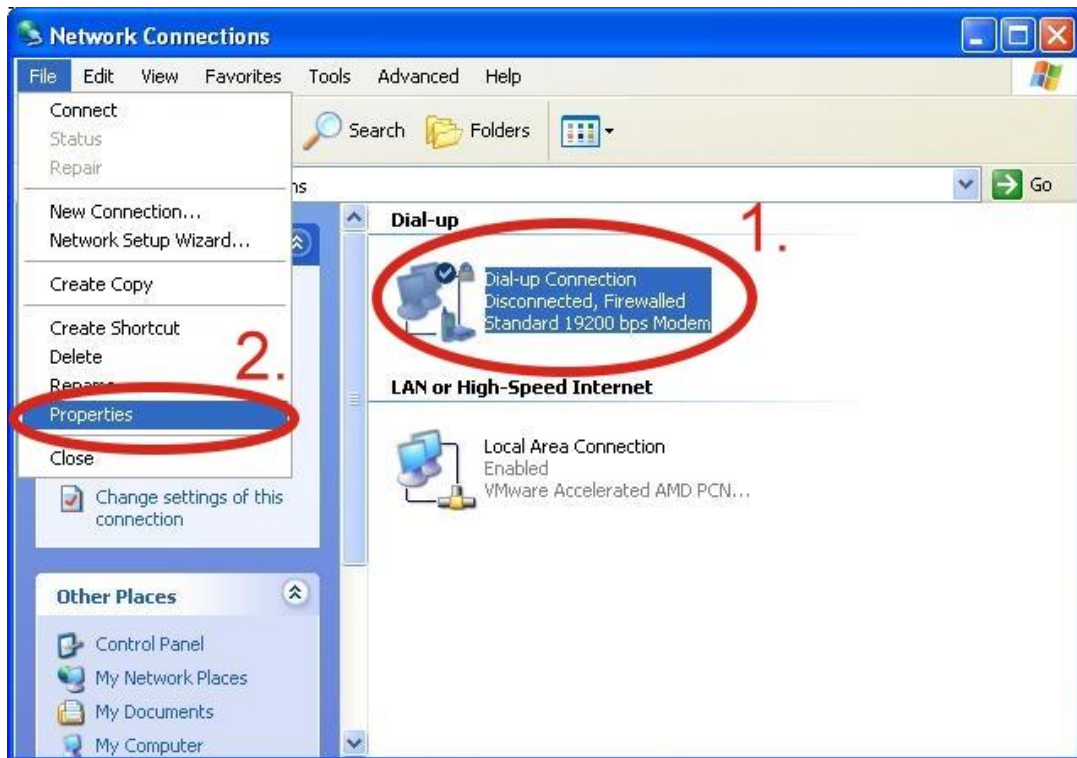 Network Connections
File Edit View Favorites Tools Advanced Help
Connect
Status
Repair
New Connection...
Network Setup Wizard...
Create Copy
Create Shortcut
Delete
Rename
Properties
Close
Search Folders
ns
Go
Change settings of this
connection
Other Places
Control Panel
My Network Places
My Documents
My Computer
Dial-up
1.
Dial-up Connection
Disconnected, Firewalled
Standard 19200 bps Modem
2.
LAN or High-Speed Internet
Local Area Connection
Enabled
VMware Accelerated AMD PCN...